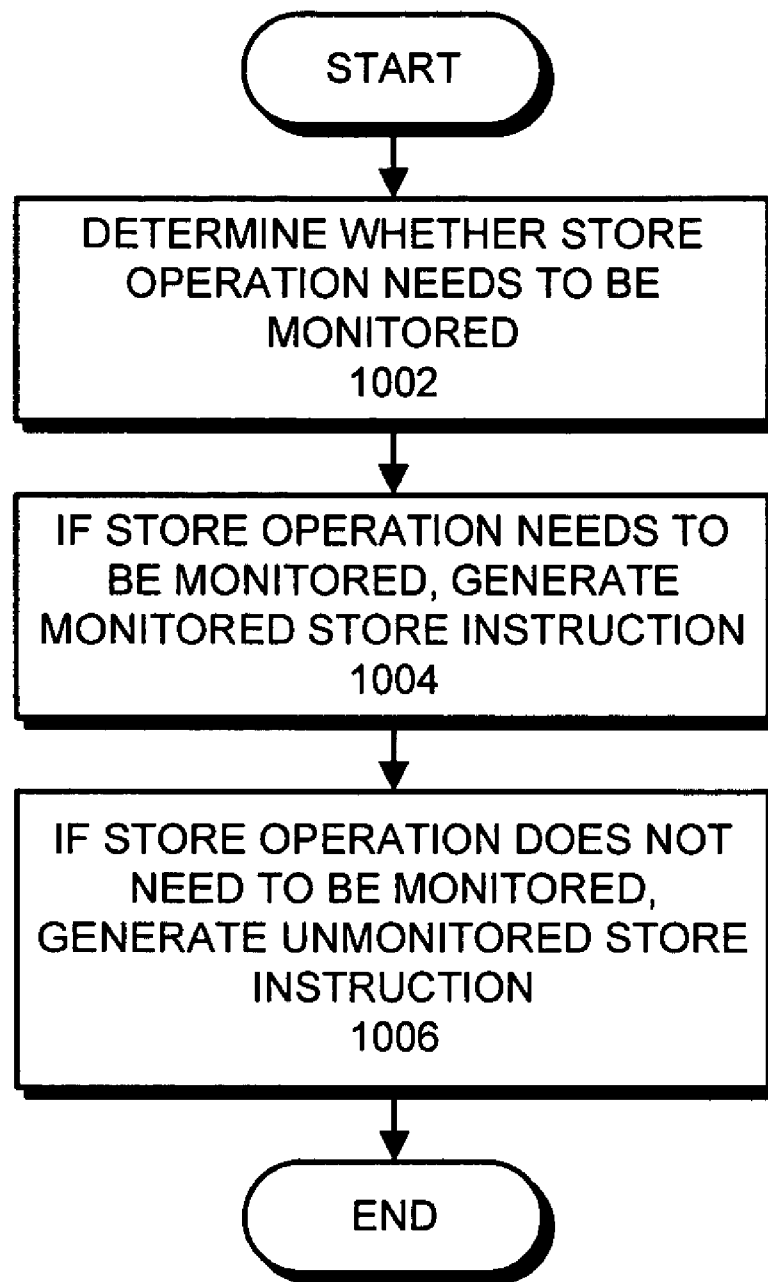 START
DETERMINE WHETHER STORE
OPERATION NEEDS TO BE
MONITORED
1002
IF STORE OPERATION NEEDS TO
BE MONITORED, GENERATE
MONITORED STORE INSTRUCTION
1004
IF STORE OPERATION DOES NOT
NEED TO BE MONITORED,
GENERATE UNMONITORED STORE
INSTRUCTION
1006
END